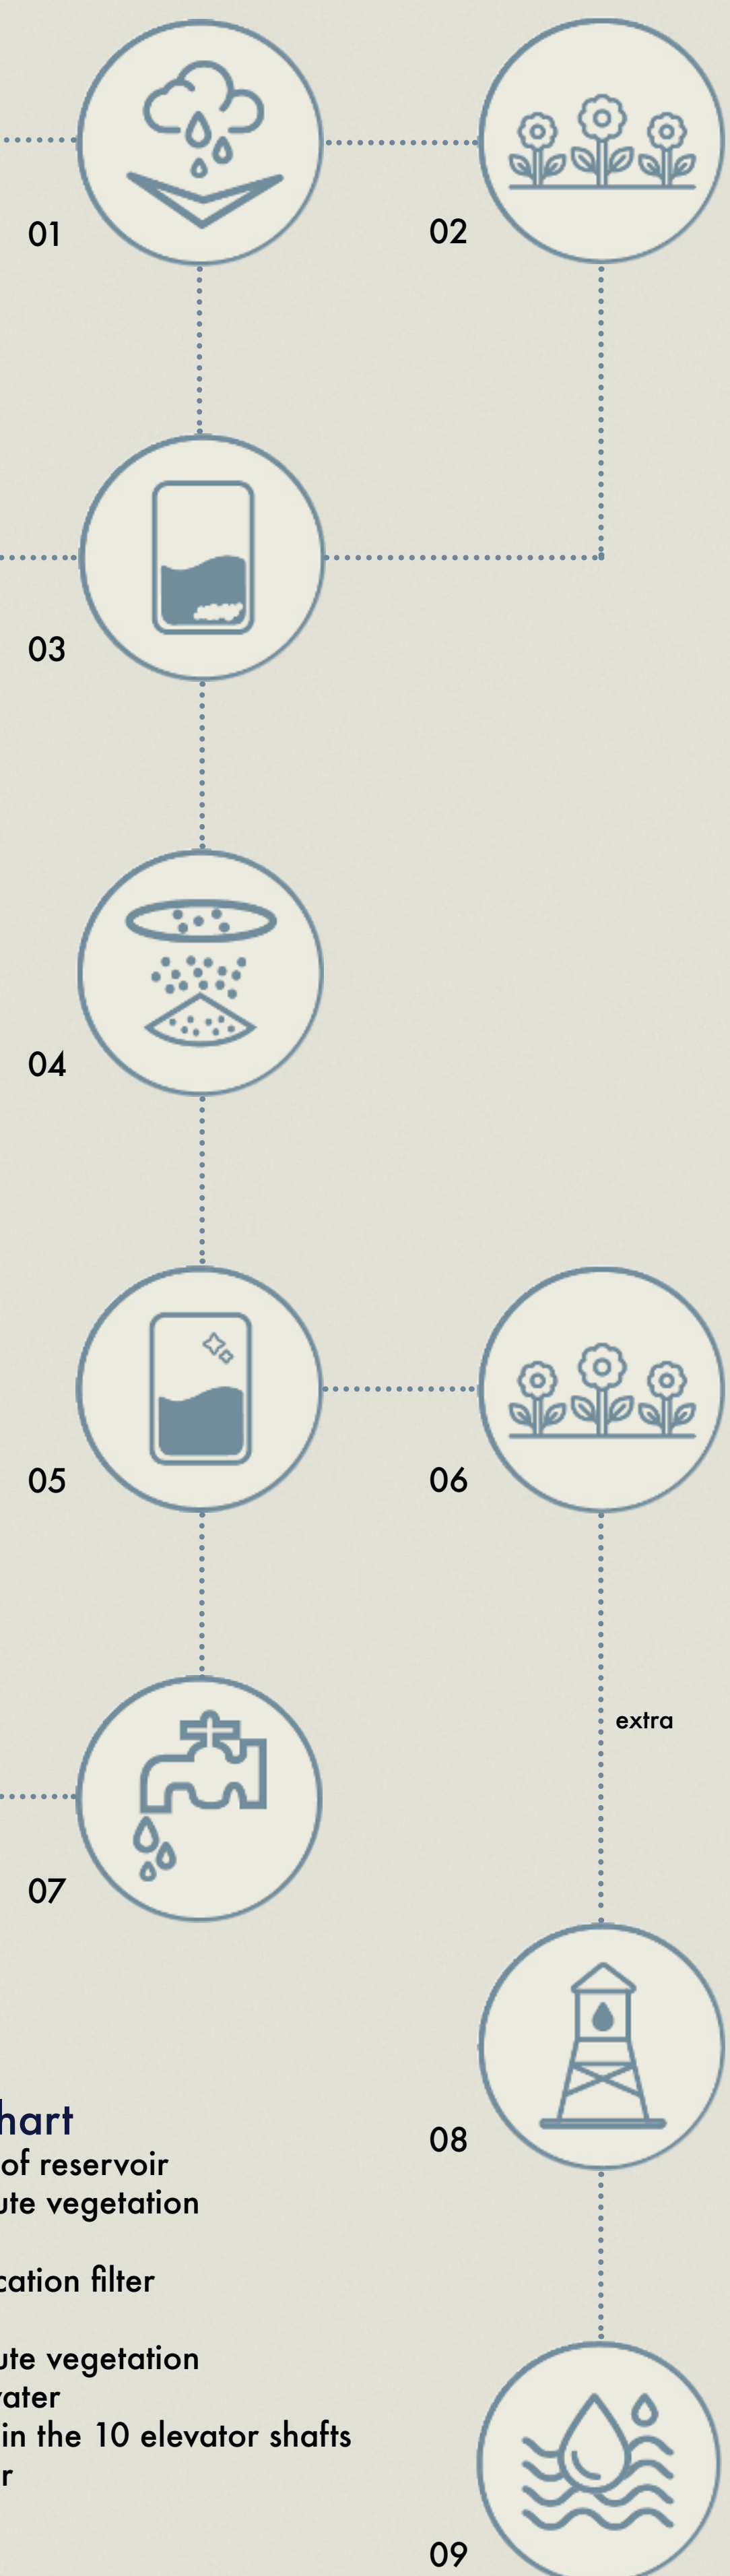 01
02
03
04
05
06
extra
07
08
hart
of reservoir
ute vegetation
cation filter
ute vegetation
vater
in the 10 elevator shafts
r
09